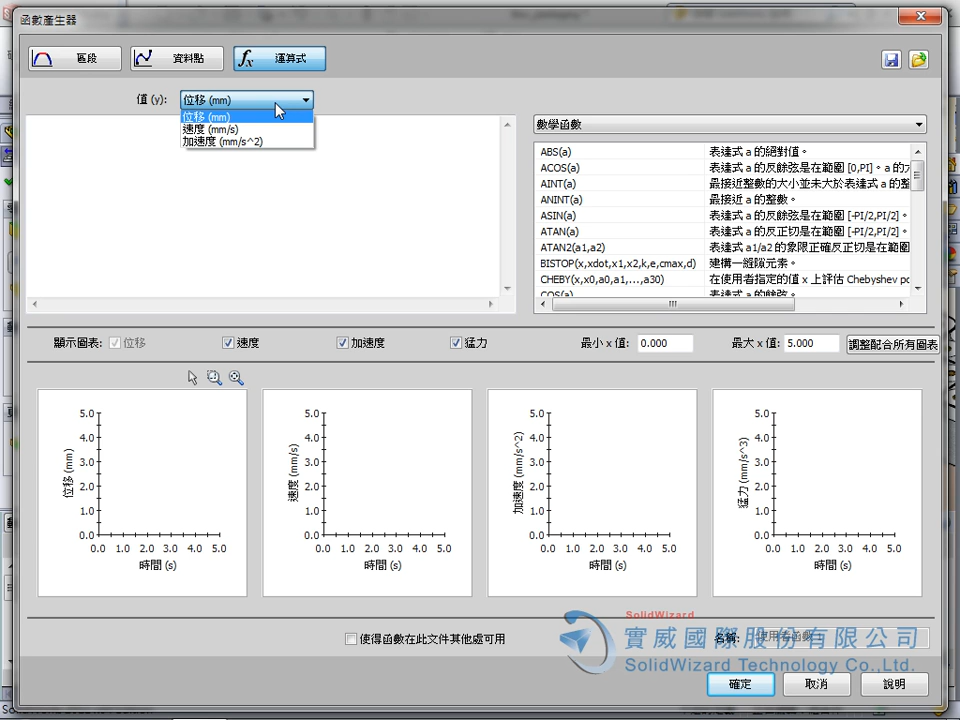 函數產生器
區段
資料點
運算式
值 (y):
位移 (mm)
位移 (mm)
速度 (mm/s)
加速度 (mm/s^2)
數學函數
ABS(a) 表達式 a 的絕對值。
ACOS(a) 表達式 a 的反餘弦是在範圍 [0,PI]。a 的
AINT(a) 最接近整數的大小並未大於表達式 a 的整
ANINT(a) 最接近 a 的整數。
ASIN(a) 表達式 a 的反餘弦是在範圍 [-PI/2,PI/2]。
ATAN(a) 表達式 a 的反正切是在範圍 [-PI/2,PI/2]。
ATAN2(a1,a2) 表達式 a1/a2 的象限正確反正切是在範圍
BISTOP(x,xdot,x1,x2,k,e,cmax,d) 建構一縫隙元素。
CHEBY(x,x0,a0,a1,...,a30) 在使用者指定的值 x 上評估 Chebyshev po
COS(a) 表達式 a 的餘弦。
顯示圖表: 位移 速度 加速度 猛力 最小 x 值: 0.000 最大 x 值: 5.000 調整配合所有圖表
位移 (mm)
5.0
4.0
3.0
2.0
1.0
0.0
0.0 1.0 2.0 3.0 4.0 5.0
時間 (s)
速度 (mm/s)
5.0
4.0
3.0
2.0
1.0
0.0
0.0 1.0 2.0 3.0 4.0 5.0
時間 (s)
加速度 (mm/s^2)
5.0
4.0
3.0
2.0
1.0
0.0
0.0 1.0 2.0 3.0 4.0 5.0
時間 (s)
猛力 (mm/s^3)
5.0
4.0
3.0
2.0
1.0
0.0
0.0 1.0 2.0 3.0 4.0 5.0
時間 (s)
使得函數在此文件其他處可用
名稱:
SolidWizard
實威國際股份有限公司
SolidWizard Technology Co.,Ltd.
確定
取消
說明